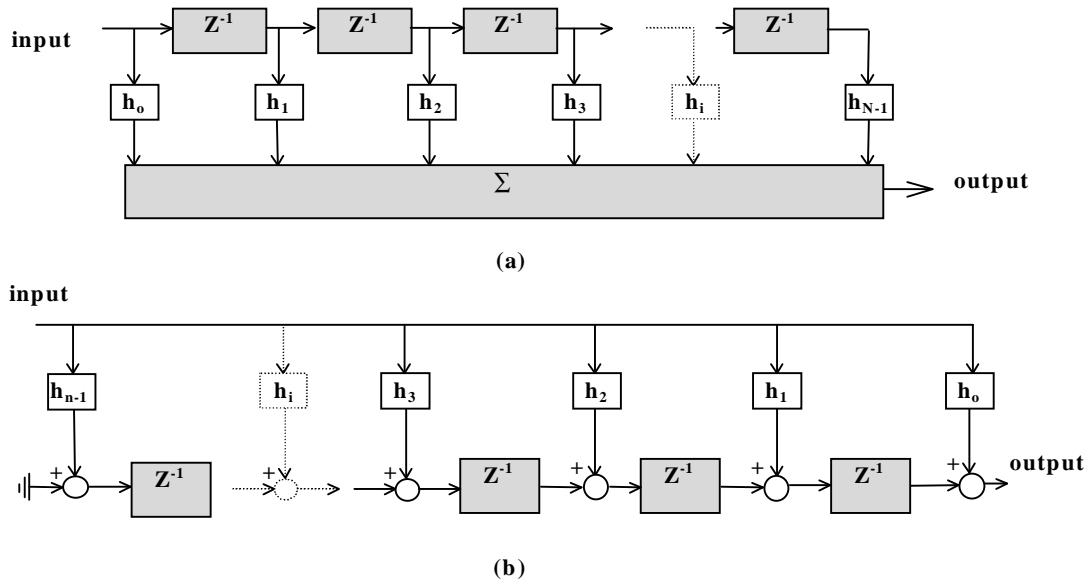 input
Z⁻¹ Z⁻¹ Z⁻¹ Z⁻¹
hₒ h₁ h₂ h₃ hᵢ h_N-1
Σ
output
(a)
input
hₙ₋₁ hᵢ h₃ h₂ h₁ hₒ
+ + + + + +
Z⁻¹ Z⁻¹ Z⁻¹ Z⁻¹
output
(b)